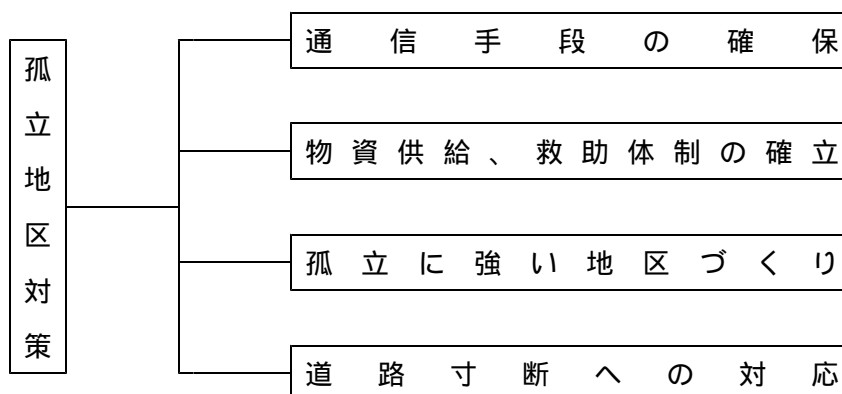 孤立地区対策
通信手段の確保
物資供給、救助体制の確立
孤立に強い地区づくり
道路寸断への対応